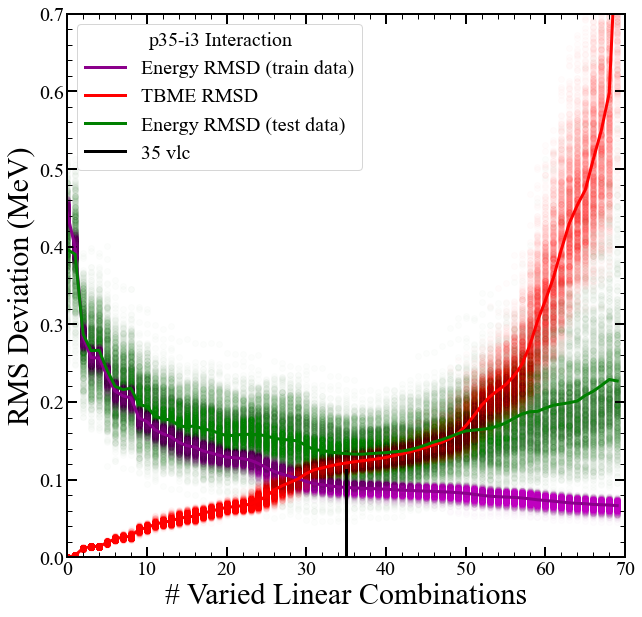 p35-i3 Interaction
Energy RMSD (train data)
TBME RMSD
Energy RMSD (test data)
35 vlc
RMS Deviation (MeV)
0.7
0.6
0.5
0.4
0.3
0.2
0.1
0.0
0 10 20 30 40 50 60 70
# Varied Linear Combinations